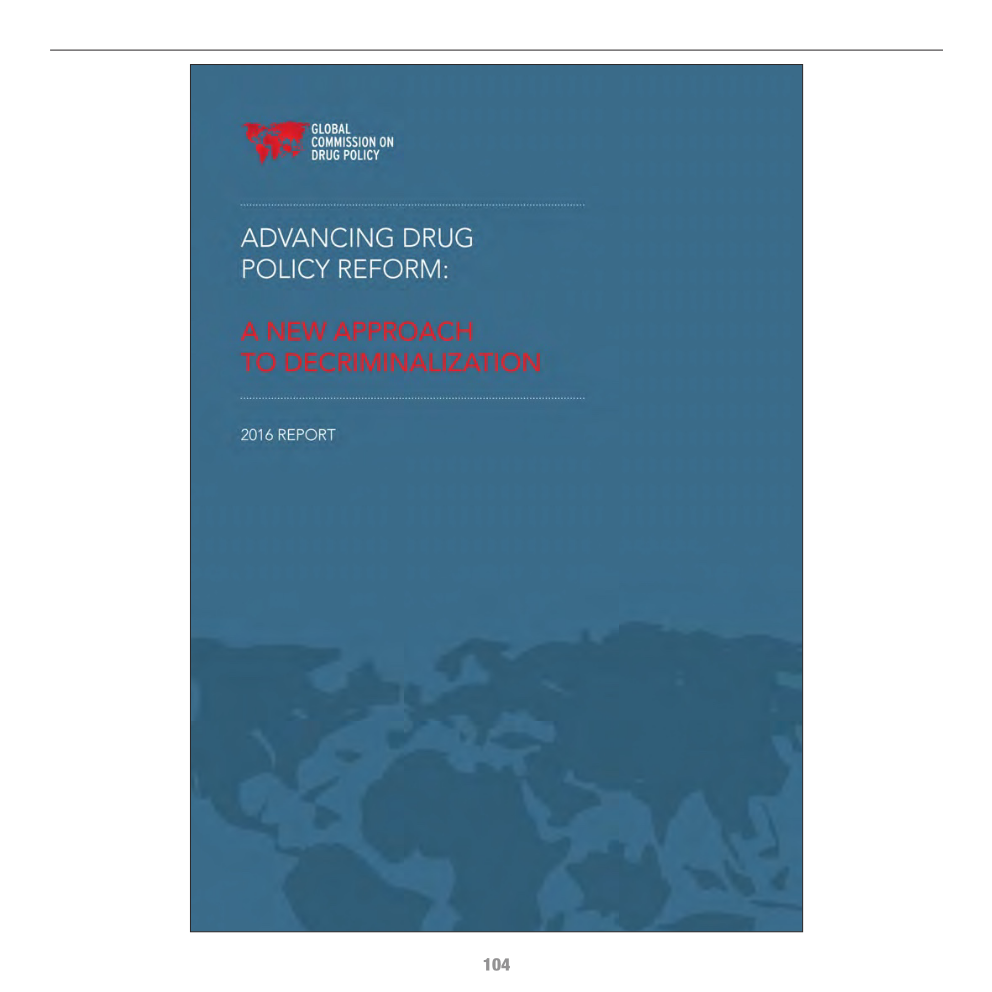 GLOBAL
COMMISSION ON
DRUG POLICY
ADVANCING DRUG
POLICY REFORM:
A NEW APPROACH
TO DECRIMINALIZATION
2016 REPORT
104